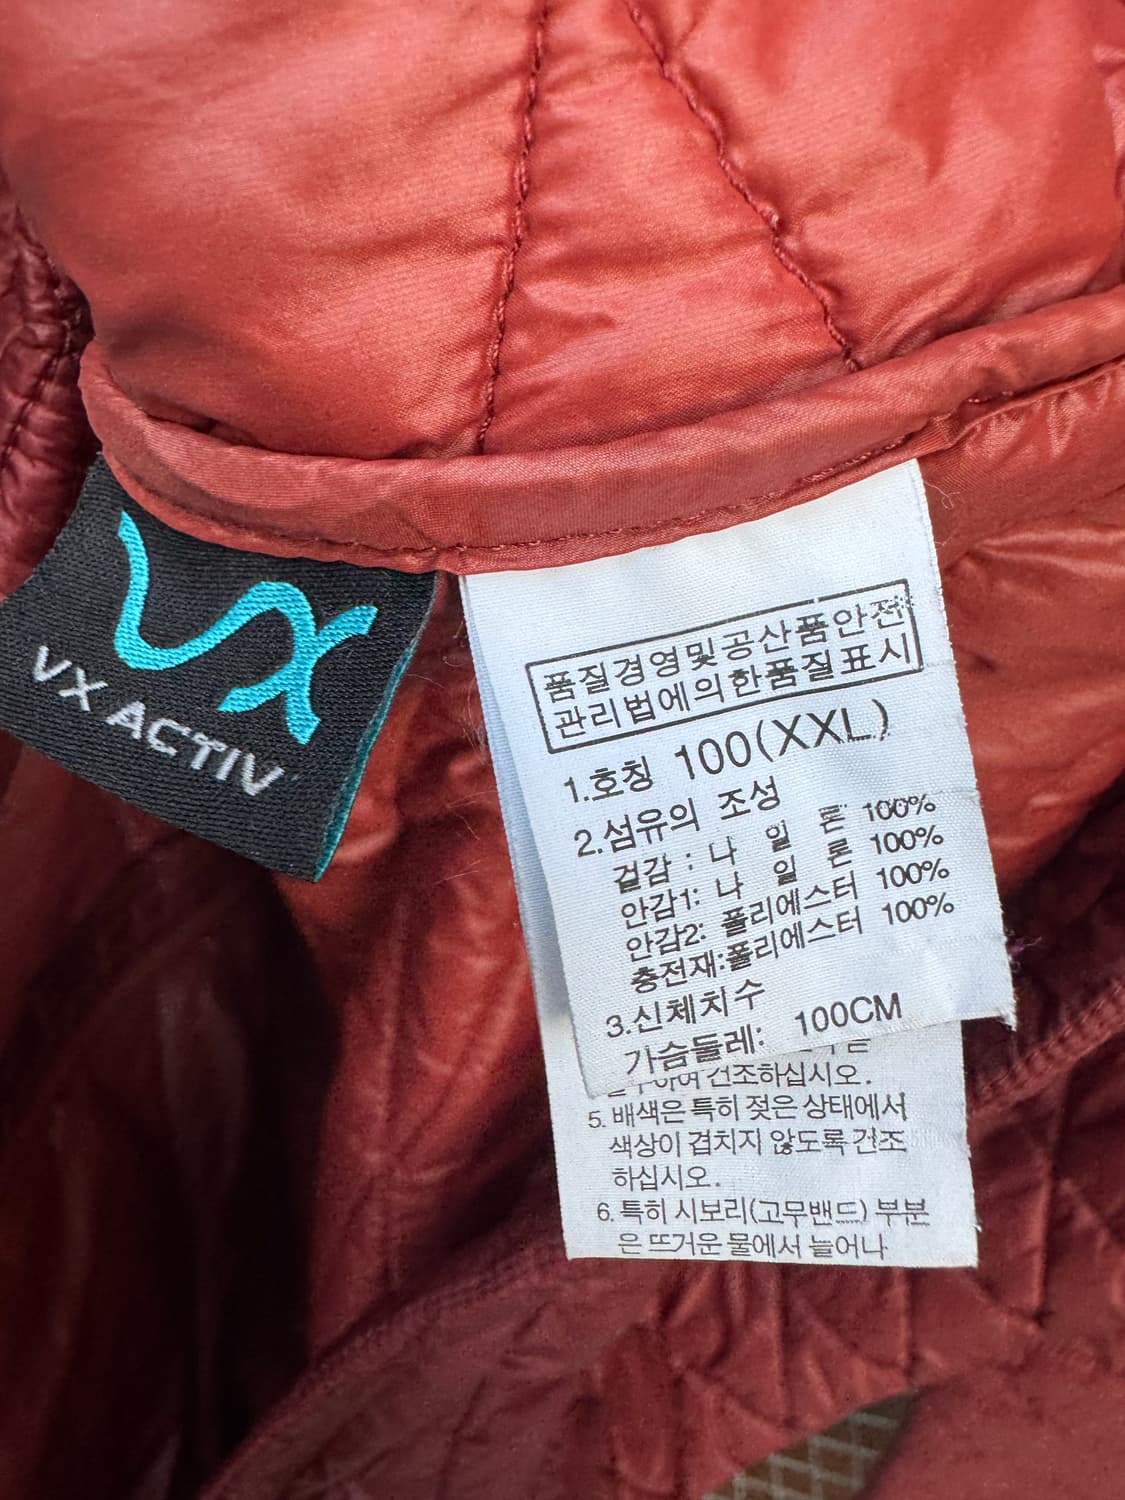 VX ACTIV
품질경영및공산품안전
관리법에의한품질표시
1.호칭 100(XXL)
2.섬유의 조성
겉감 : 나 일 론 100%
안감1: 나 일 론 100%
안감2: 폴리에스터 100%
충전재:폴리에스터 100%
3.신체치수
가슴둘레: 100CM
건조하십시오.
5. 배색은 특히 젖은 상태에서
색상이 겹치지 않도록 건조
하십시오.
6. 특히 시보리(고무밴드) 부분
은 뜨거운 물에서 늘어나